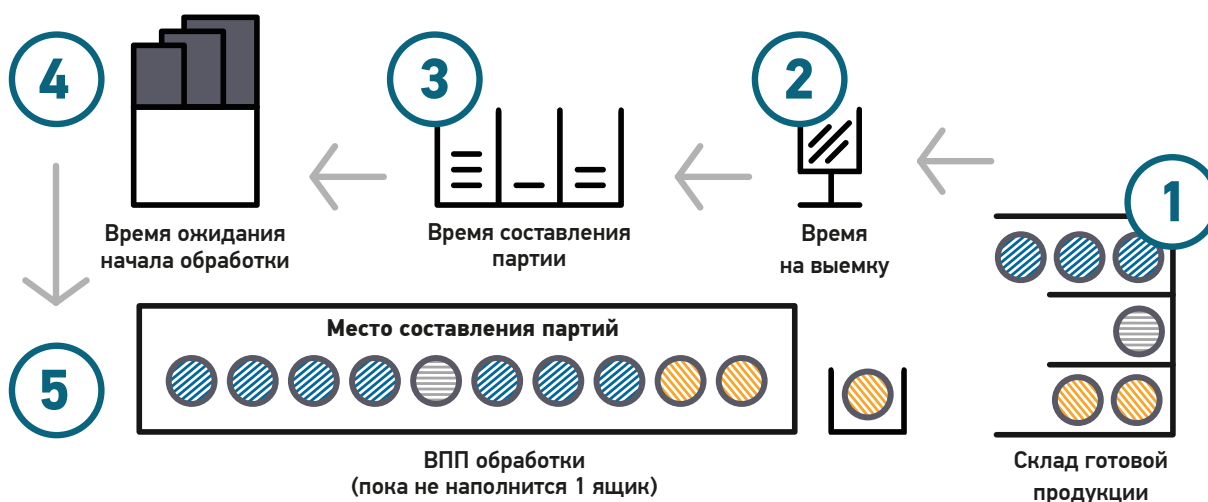 4
3
2
1
Время ожидания
начала обработки
Время составления
партии
Время
на выемку
5
Место составления партий
ВПП обработки
(пока не наполнится 1 ящик)
Склад готовой
продукции